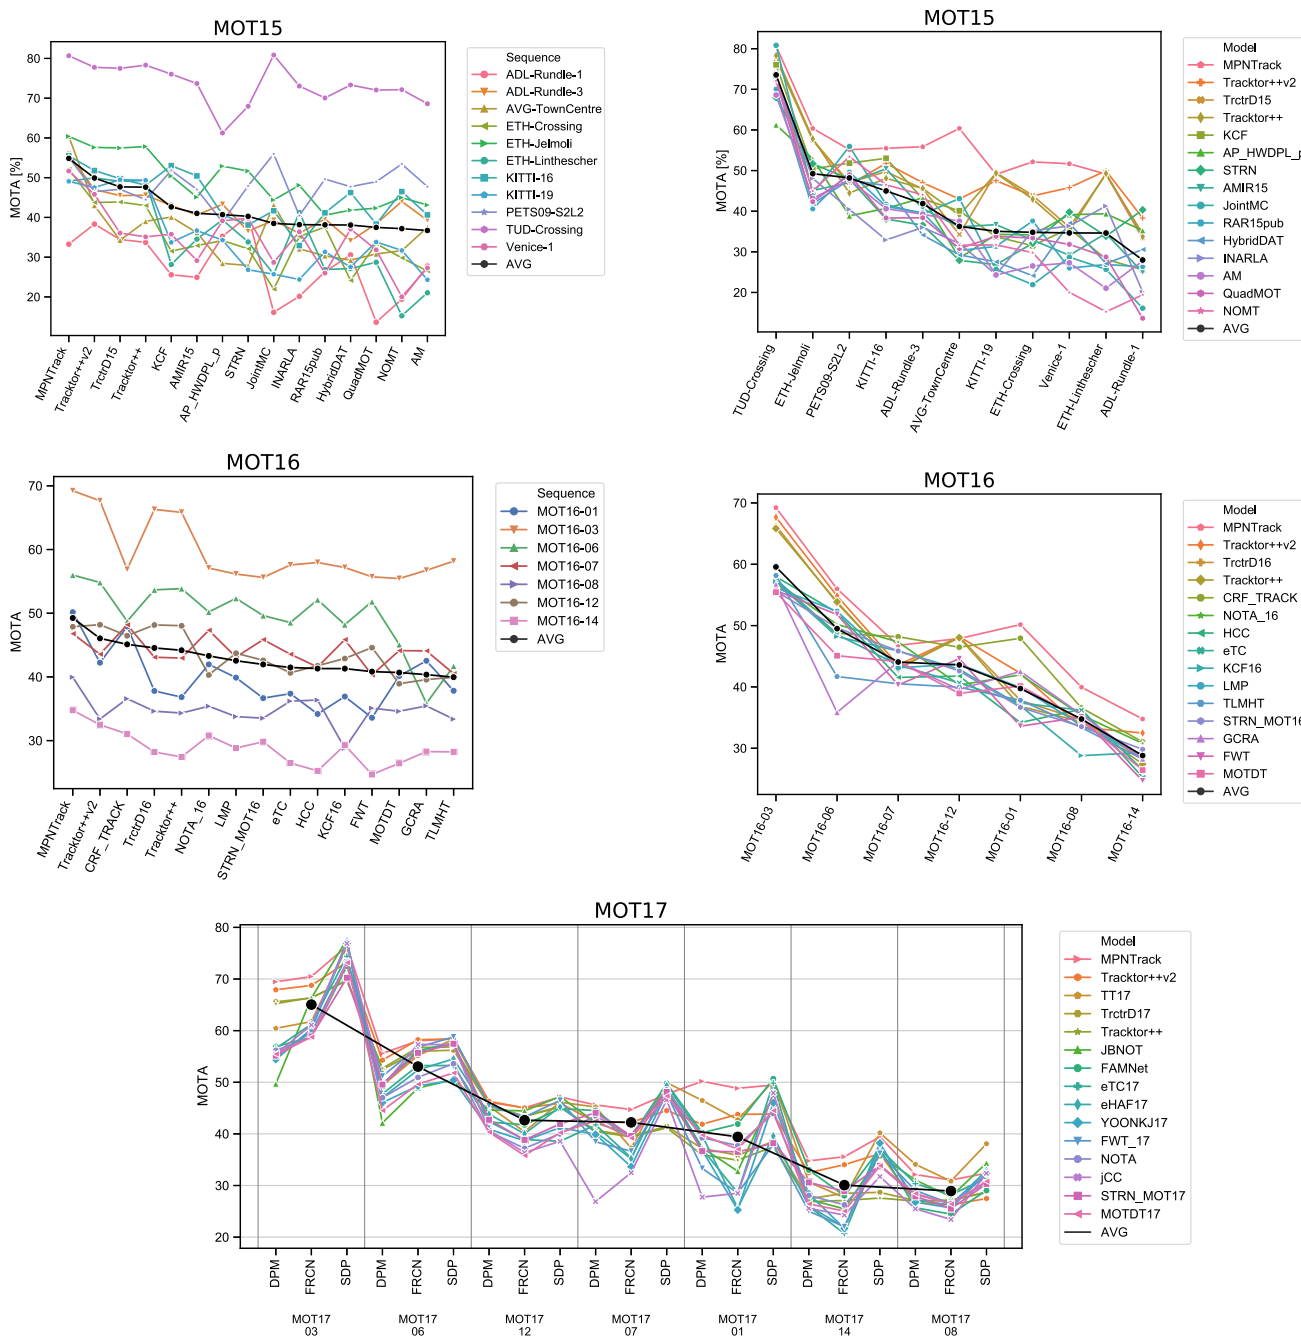 MOT15
MOTA [%]
80
70
60
50
40
30
20
MPNTrack
Tracktor++v2
TrctrD15
Tracktor++
KCF
AMIR15
AP_HWDPL_p
STRN
JointMC
INARLA
RAR15pub
HybridDAT
QuadMOT
NOMT
AM
Sequence
ADL-Rundle-1
ADL-Rundle-3
AVG-TownCentre
ETH-Crossing
ETH-Jelmoli
ETH-Linthescher
KITTI-16
KITTI-19
PETS09-S2L2
TUD-Crossing
Venice-1
AVG
MOT15
MOTA [%]
80
70
60
50
40
30
20
TUD-Crossing
ETH-Jelmoli
PETS09-S2L2
KITTI-16
ADL-Rundle-3
AVG-TownCentre
KITTI-19
ETH-Crossing
Venice-1
ETH-Linthescher
ADL-Rundle-1
Model
MPNTrack
Tracktor++v2
TrctrD15
Tracktor++
KCF
AP_HWDPL_p
STRN
AMIR15
JointMC
RAR15pub
HybridDAT
INARLA
AM
QuadMOT
NOMT
AVG
MOT16
MOTA
70
60
50
40
30
MPNTrack
Tracktor++v2
CRF_TRACK
TrctrD16
Tracktor++
NOTA_16
LMP
STRN_MOT16
eTC
HCC
KCF16
FWT
MOTDT
GCRA
TLMHT
Sequence
MOT16-01
MOT16-03
MOT16-06
MOT16-07
MOT16-08
MOT16-12
MOT16-14
AVG
MOT16
MOTA
70
60
50
40
30
MOT16-03
MOT16-06
MOT16-07
MOT16-12
MOT16-01
MOT16-08
MOT16-14
Model
MPNTrack
Tracktor++v2
TrctrD16
Tracktor++
CRF_TRACK
NOTA_16
HCC
eTC
KCF16
LMP
TLMHT
STRN_MOT16
GCRA
FWT
MOTDT
AVG
MOT17
MOTA
80
70
60
50
40
30
20
DPM FRCN SDP DPM FRCN SDP DPM FRCN SDP DPM FRCN SDP DPM FRCN SDP DPM FRCN SDP DPM FRCN SDP
MOT17 MOT17 MOT17 MOT17 MOT17 MOT17 MOT17
03 06 12 07 01 14 08
Model
MPNTrack
Tracktor++v2
TT17
TrctrD17
Tracktor++
JBNOT
FAMNet
eTC17
eHAF17
YOONKJ17
FWT_17
NOTA
jCC
STRN_MOT17
MOTDT17
AVG